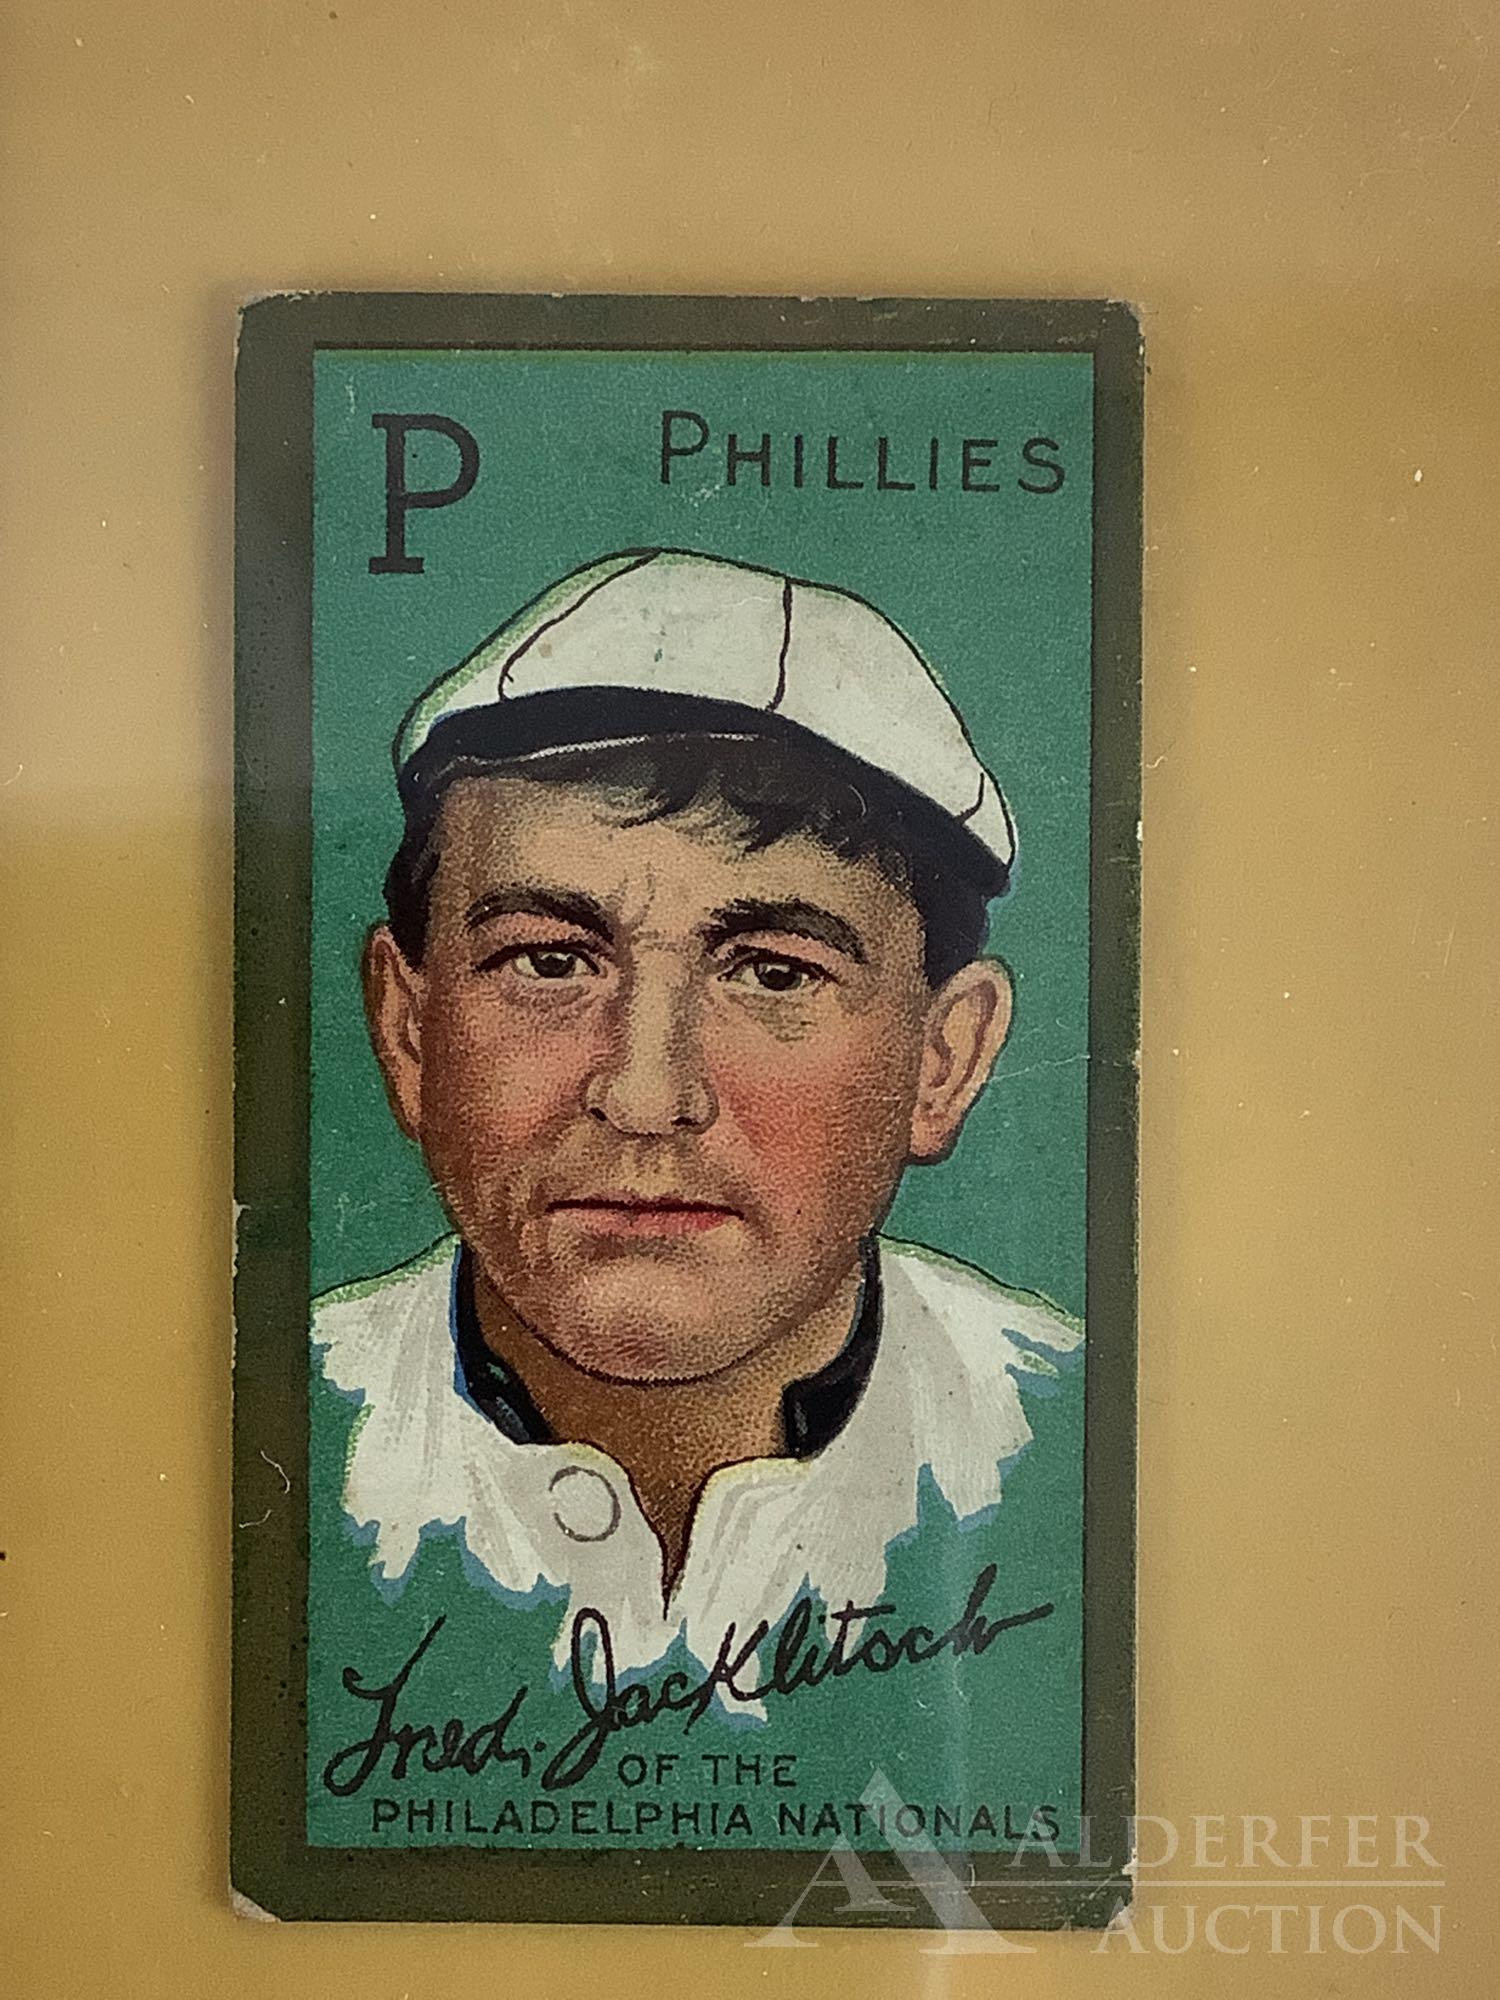 P PHILLIES
Fred. Jacklitsch
OF THE
PHILADELPHIA NATIONALS
ALDERFER
AUCTION